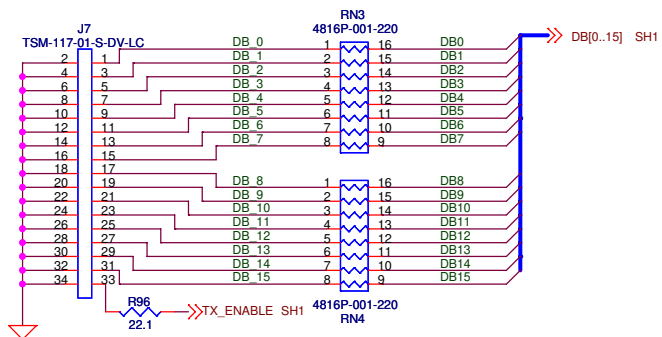 J7
TSM-117-01-S-DV-LC
RN3
4816P-001-220
DB[0..15] SH1
DB_0 1 16 DB0
2 1 DB_1 2 15 DB1
4 3 DB_2 3 14 DB2
6 5 DB_3 4 13 DB3
8 7 DB_4 5 12 DB4
10 9 DB_5 6 11 DB5
12 11 DB_6 7 10 DB6
14 13 DB_7 8 9 DB7
16 15
18 17 DB_8 1 16 DB8
20 19 DB_9 2 15 DB9
22 21 DB_10 3 14 DB10
24 23 DB_11 4 13 DB11
26 25 DB_12 5 12 DB12
28 27 DB_13 6 11 DB13
30 29 DB_14 7 10 DB14
32 31 DB_15 8 9 DB15
34 33
R96
22.1
TX_ENABLE SH1
4816P-001-220
RN4